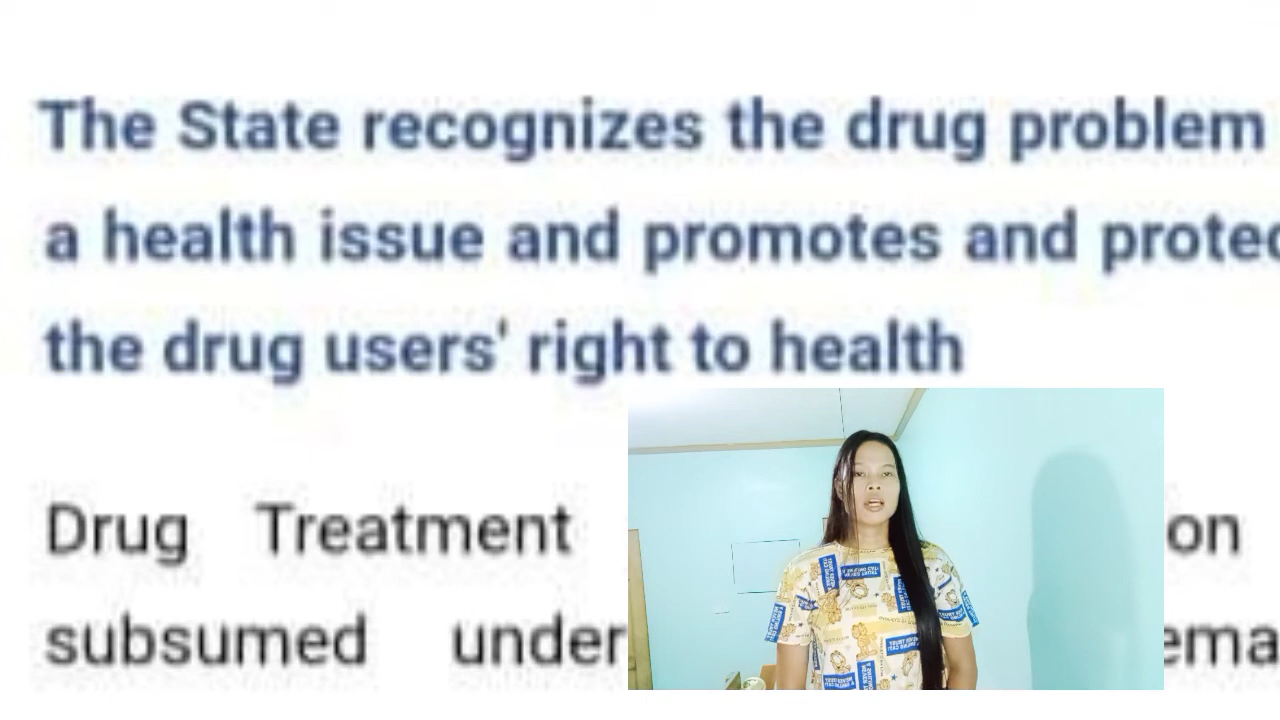 The State recognizes the drug problem
a health issue and promotes and protec
the drug users' right to health
Drug Treatment on
subsumed under ema